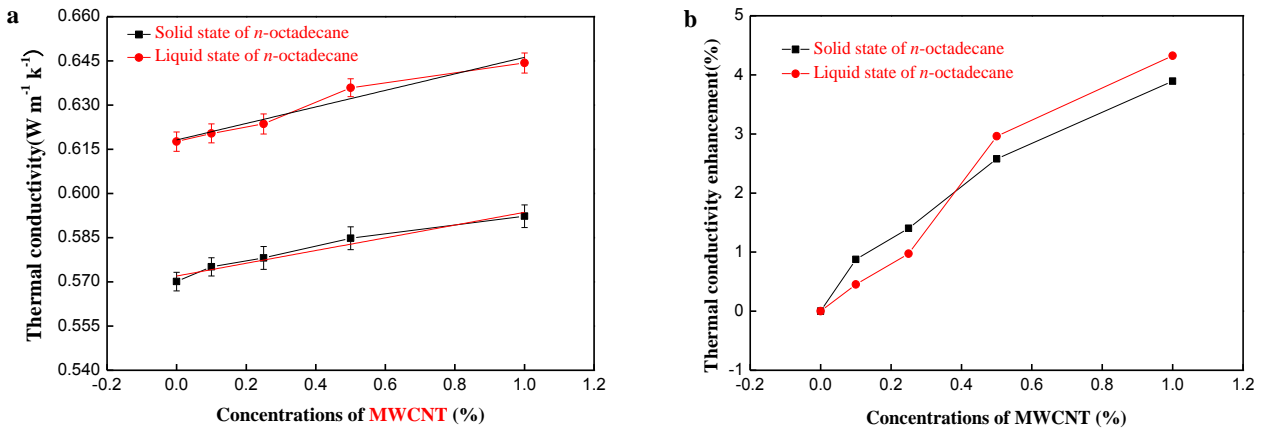 a
Thermal conductivity(W m⁻¹ k⁻¹)
0.660
0.645
0.630
0.615
0.600
0.585
0.570
0.555
0.540
Solid state of n-octadecane
Liquid state of n-octadecane
-0.2 0.0 0.2 0.4 0.6 0.8 1.0 1.2
Concentrations of MWCNT (%)
b
Thermal conductivity enhancement(%)
5
4
3
2
1
0
-1
Solid state of n-octadecane
Liquid state of n-octadecane
-0.2 0.0 0.2 0.4 0.6 0.8 1.0 1.2
Concentrations of MWCNT (%)